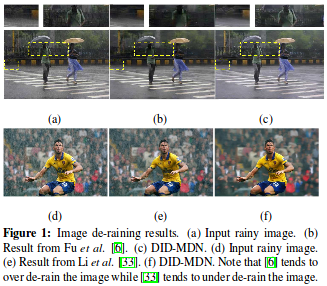 (a) (b) (c)
(d) (e) (f)
Figure 1: Image de-raining results. (a) Input rainy image. (b)
Result from Fu et al. [6]. (c) DID-MDN. (d) Input rainy image.
(e) Result from Li et al. [33]. (f) DID-MDN. Note that [6] tends to
over de-rain the image while [33] tends to under de-rain the image.